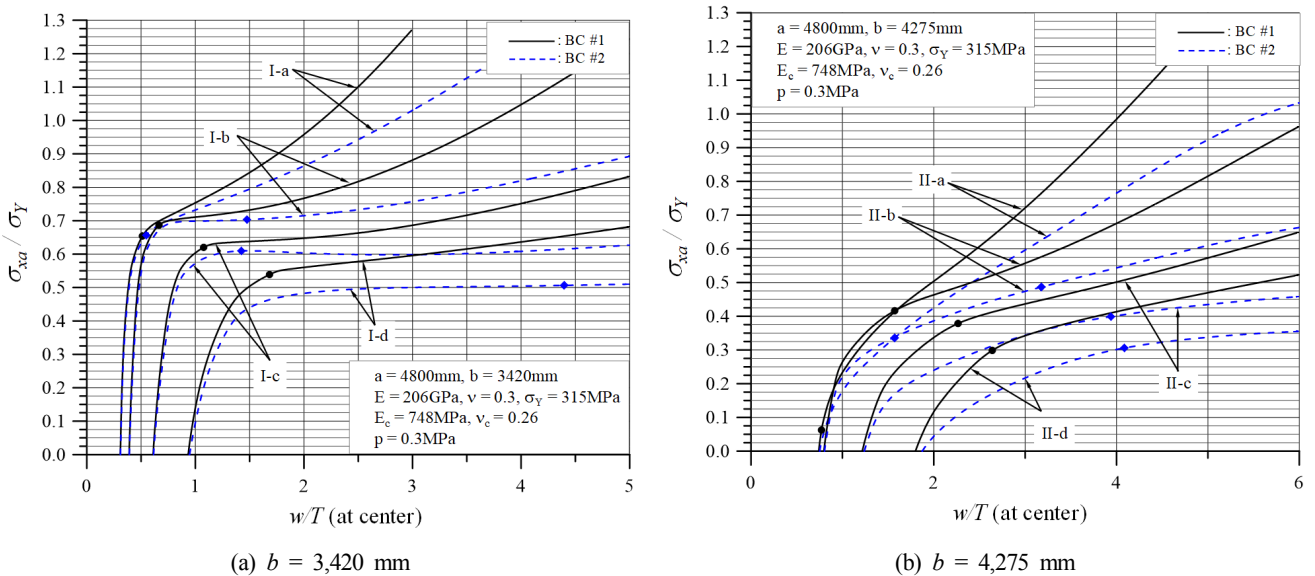 1.3
1.2
1.1
1.0
0.9
0.8
0.7
0.6
0.5
0.4
0.3
0.2
0.1
0.0
σxa / σY
: BC #1
: BC #2
I-a
I-b
I-c
I-d
a = 4800mm, b = 3420mm
E = 206GPa, ν = 0.3, σY = 315MPa
Ec = 748MPa, νc = 0.26
p = 0.3MPa
0 1 2 3 4 5
w/T (at center)
(a) b = 3,420 mm
1.3
1.2
1.1
1.0
0.9
0.8
0.7
0.6
0.5
0.4
0.3
0.2
0.1
0.0
σxa / σY
a = 4800mm, b = 4275mm
E = 206GPa, ν = 0.3, σY = 315MPa
Ec = 748MPa, νc = 0.26
p = 0.3MPa
: BC #1
: BC #2
II-a
II-b
II-c
II-d
0 2 4 6
w/T (at center)
(b) b = 4,275 mm